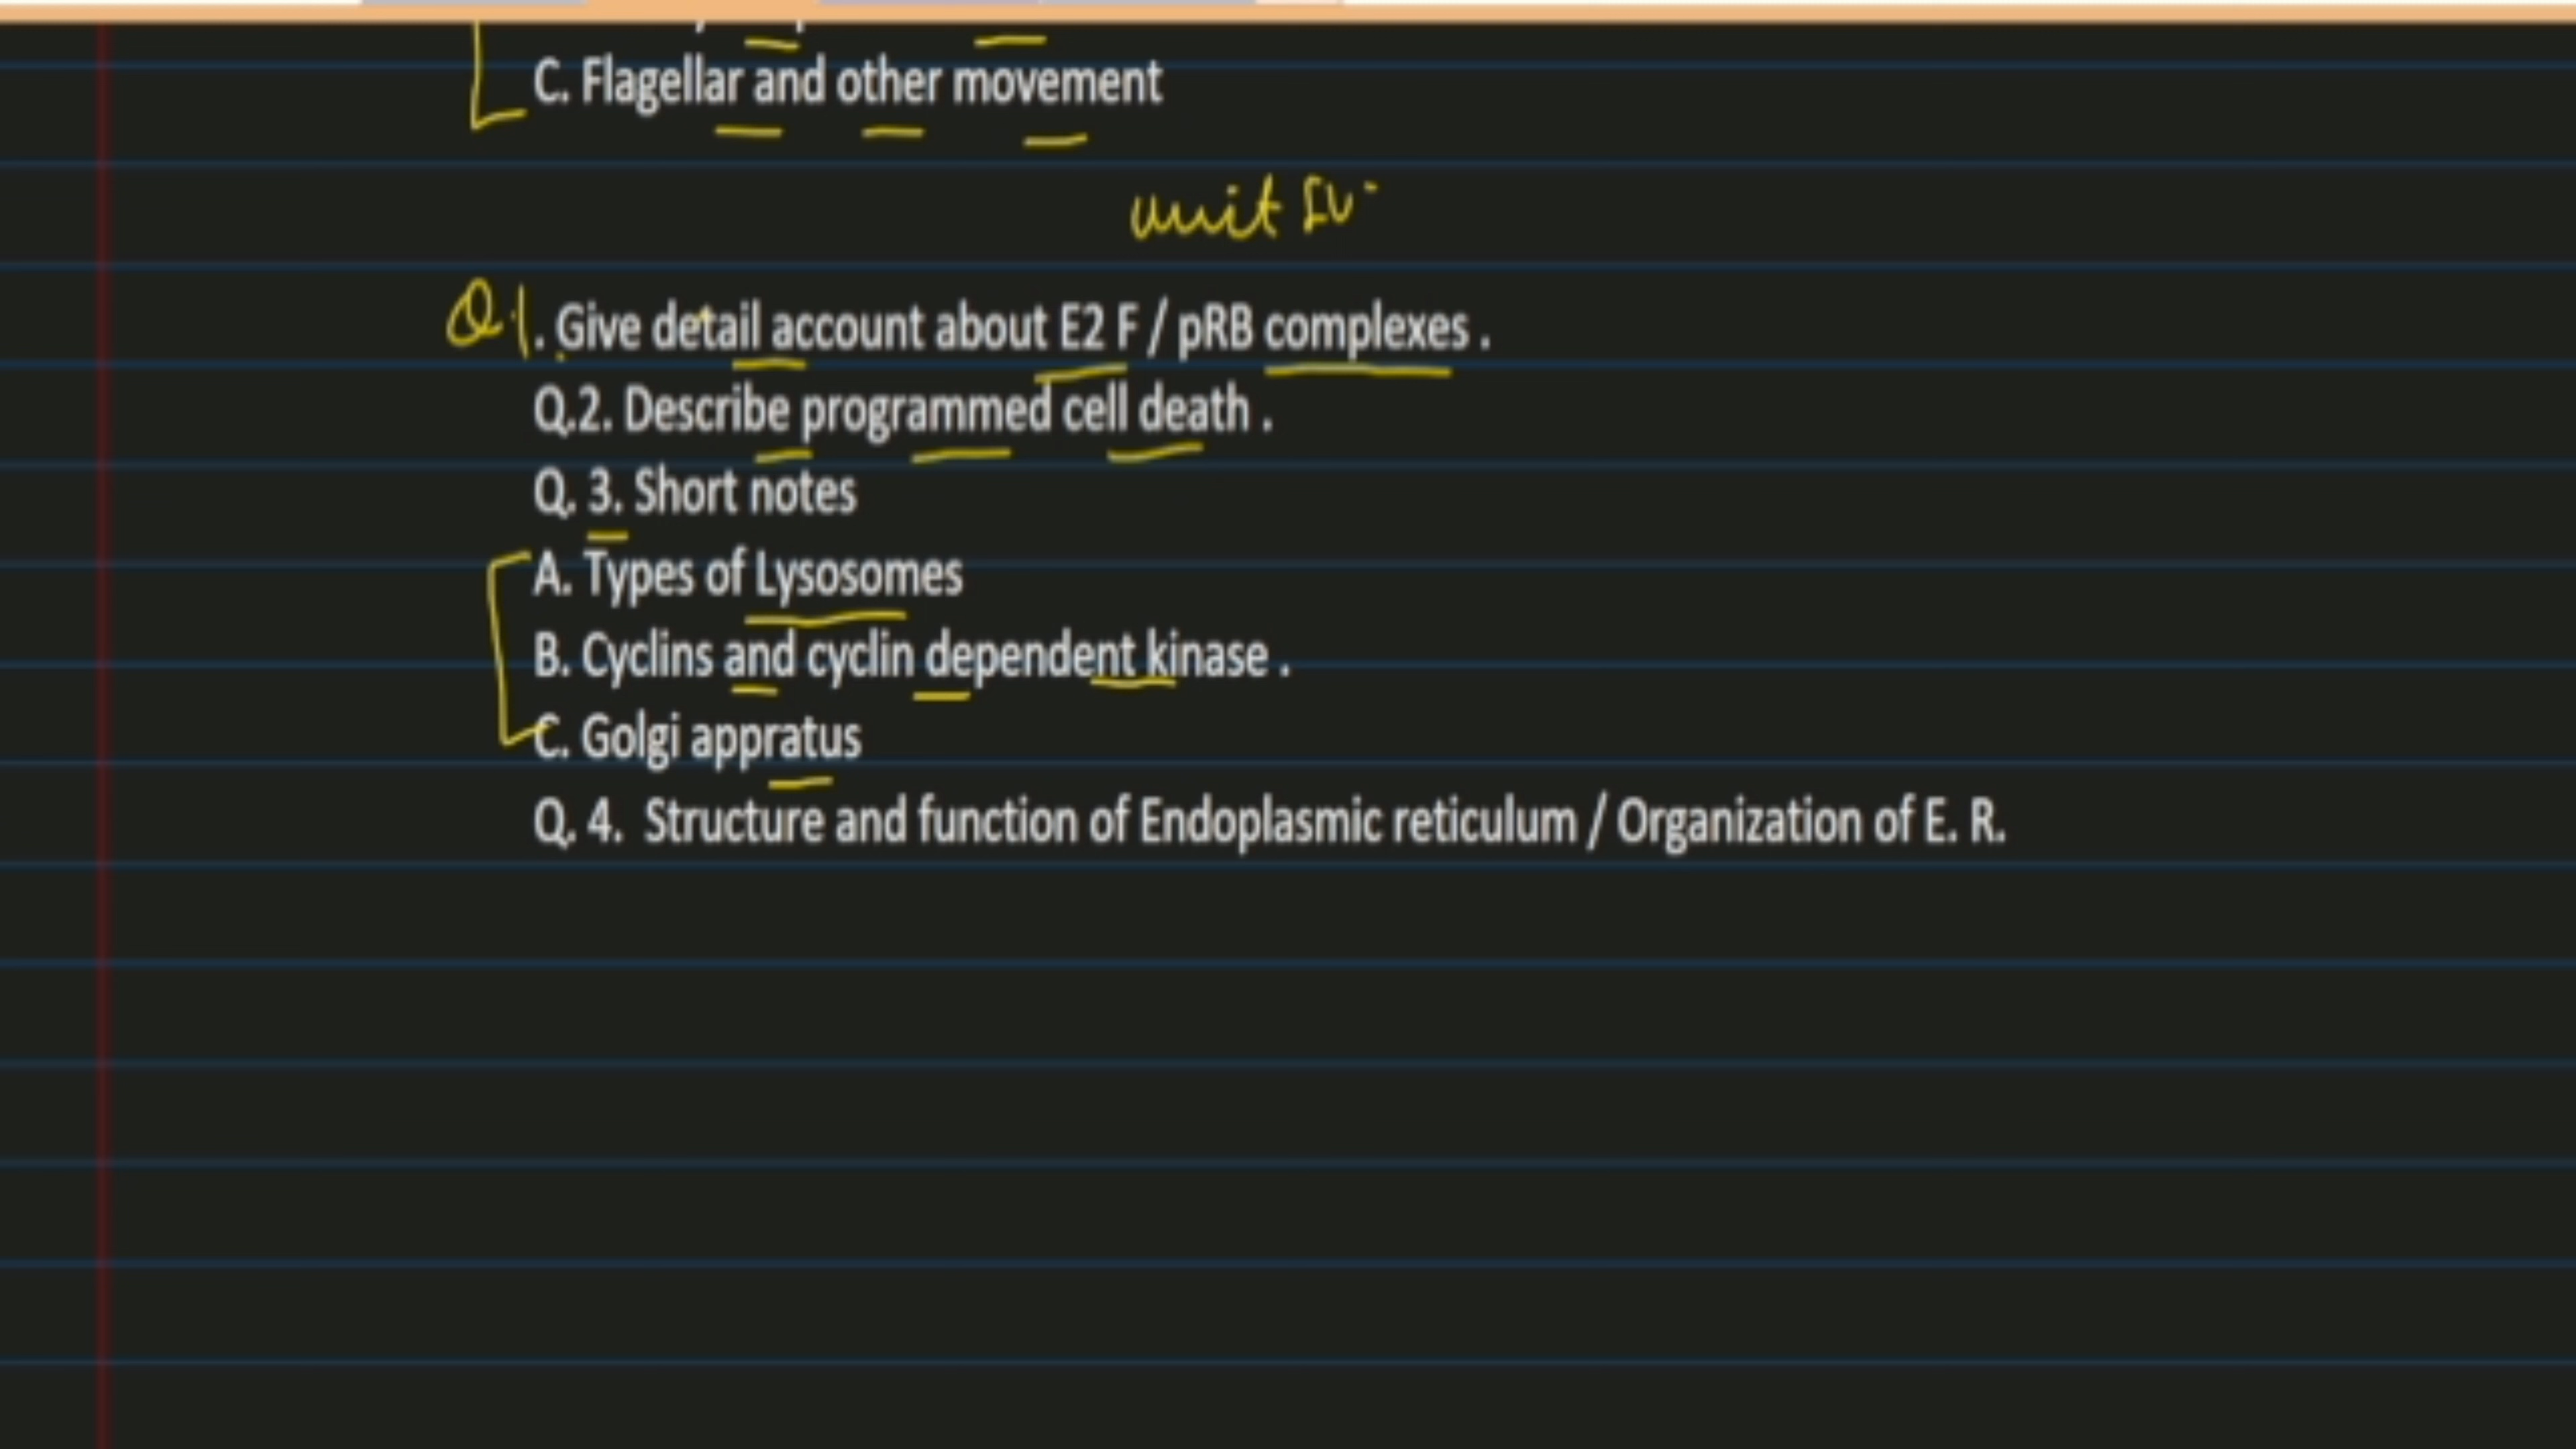 C. Flagellar and other movement
unit IV
Q.1. Give detail account about E2 F / pRB complexes .
Q.2. Describe programmed cell death .
Q. 3. Short notes
A. Types of Lysosomes
B. Cyclins and cyclin dependent kinase .
C. Golgi appratus
Q. 4. Structure and function of Endoplasmic reticulum / Organization of E. R.